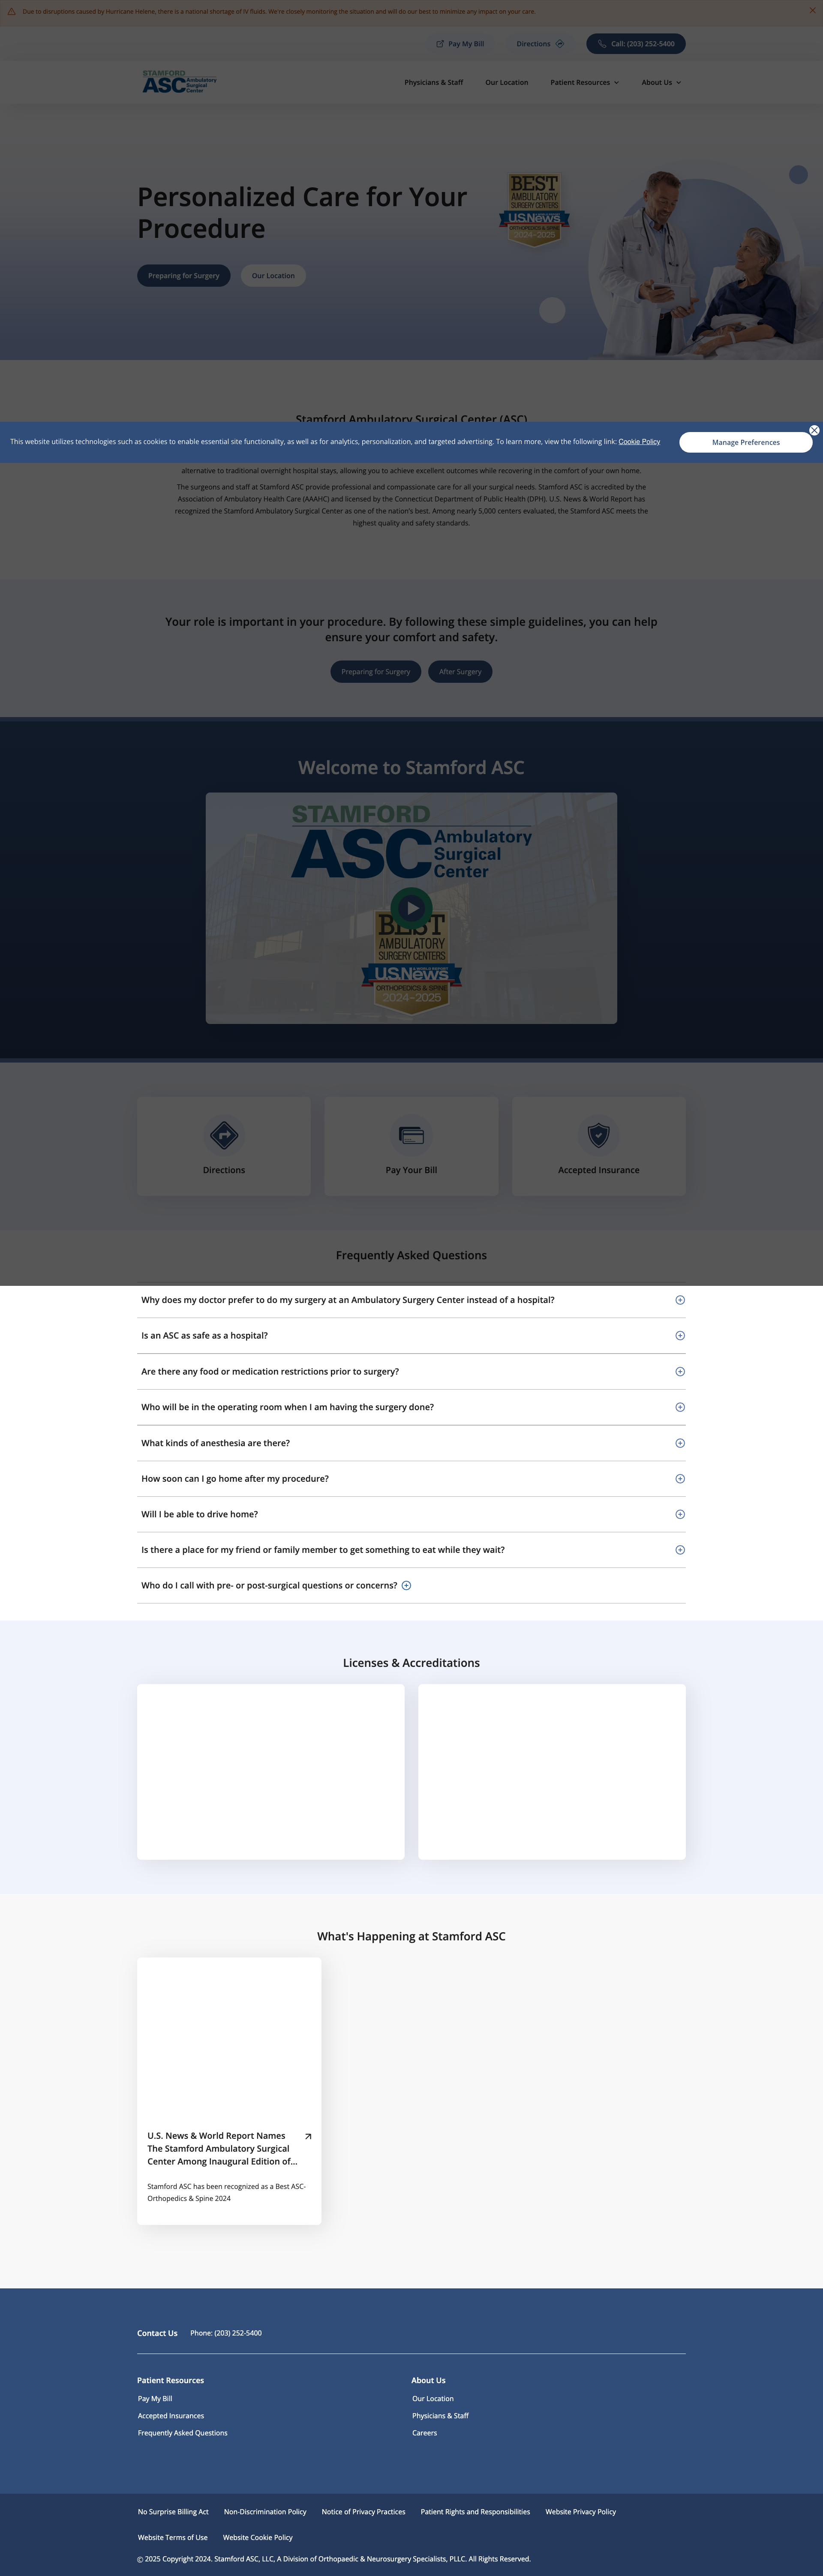 Due to disruptions caused by Hurricane Helene, there is a national shortage of IV fluids. We're closely monitoring the situation and will do our best to minimize any impact on your care.
Pay My Bill
Directions
Call: (203) 252-5400
STAMFORD
ASC Ambulatory
Surgical
Center
Physicians & Staff
Our Location
Patient Resources
About Us
Personalized Care for Your
Procedure
BEST
AMBULATORY
SURGERY CENTERS
U.S. News
ORTHOPEDICS & SPINE
2024-2025
Preparing for Surgery
Our Location
Stamford Ambulatory Surgical Center (ASC)
This website utilizes technologies such as cookies to enable essential site functionality, as well as for analytics, personalization, and targeted advertising. To learn more, view the following link: Cookie Policy
Manage Preferences
alternative to traditional overnight hospital stays, allowing you to achieve excellent outcomes while recovering in the comfort of your own home.
The surgeons and staff at Stamford ASC provide professional and compassionate care for all your surgical needs. Stamford ASC is accredited by the
Association of Ambulatory Health Care (AAAHC) and licensed by the Connecticut Department of Public Health (DPH). U.S. News & World Report has
recognized the Stamford Ambulatory Surgical Center as one of the nation's best. Among nearly 5,000 centers evaluated, the Stamford ASC meets the
highest quality and safety standards.
Your role is important in your procedure. By following these simple guidelines, you can help
ensure your comfort and safety.
Preparing for Surgery
After Surgery
Welcome to Stamford ASC
STAMFORD
ASC Ambulatory
Surgical
Center
BEST
AMBULATORY
SURGERY CENTERS
U.S. News
ORTHOPEDICS & SPINE
2024-2025
Directions
Pay Your Bill
Accepted Insurance
Frequently Asked Questions
Why does my doctor prefer to do my surgery at an Ambulatory Surgery Center instead of a hospital?
Is an ASC as safe as a hospital?
Are there any food or medication restrictions prior to surgery?
Who will be in the operating room when I am having the surgery done?
What kinds of anesthesia are there?
How soon can I go home after my procedure?
Will I be able to drive home?
Is there a place for my friend or family member to get something to eat while they wait?
Who do I call with pre- or post-surgical questions or concerns?
Licenses & Accreditations
What's Happening at Stamford ASC
U.S. News & World Report Names
The Stamford Ambulatory Surgical
Center Among Inaugural Edition of...
Stamford ASC has been recognized as a Best ASC-
Orthopedics & Spine 2024
Contact Us
Phone: (203) 252-5400
Patient Resources
Pay My Bill
Accepted Insurances
Frequently Asked Questions
About Us
Our Location
Physicians & Staff
Careers
No Surprise Billing Act
Non-Discrimination Policy
Notice of Privacy Practices
Patient Rights and Responsibilities
Website Privacy Policy
Website Terms of Use
Website Cookie Policy
© 2025 Copyright 2024. Stamford ASC, LLC, A Division of Orthopaedic & Neurosurgery Specialists, PLLC. All Rights Reserved.